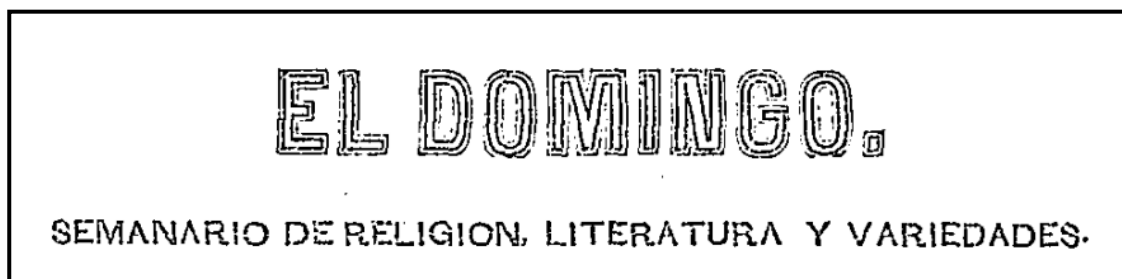 EL DOMINGO.
SEMANARIO DE RELIGION, LITERATURA Y VARIEDADES.